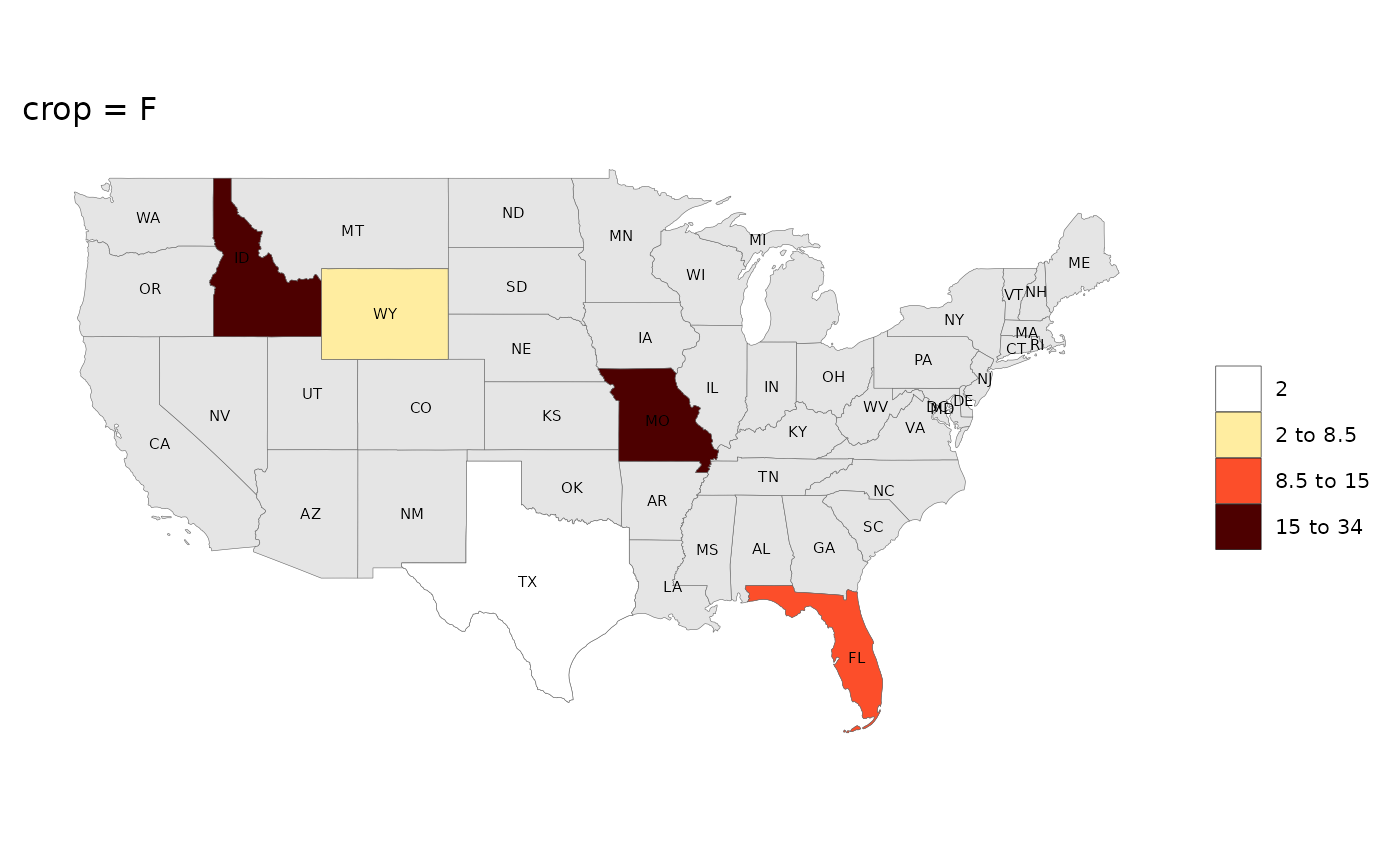 crop = F
WA
ID
MT
ND
MN
MI
ME
OR
WY
SD
WI
VT
NH
NY
MA
RI
CT
NE
IA
PA
NJ
NV
UT
CO
KS
IL
IN
OH
WV
DC
MD
DE
CA
MO
KY
VA
AZ
NM
OK
AR
TN
NC
SC
MS
AL
GA
TX
LA
FL
2
2 to 8.5
8.5 to 15
15 to 34